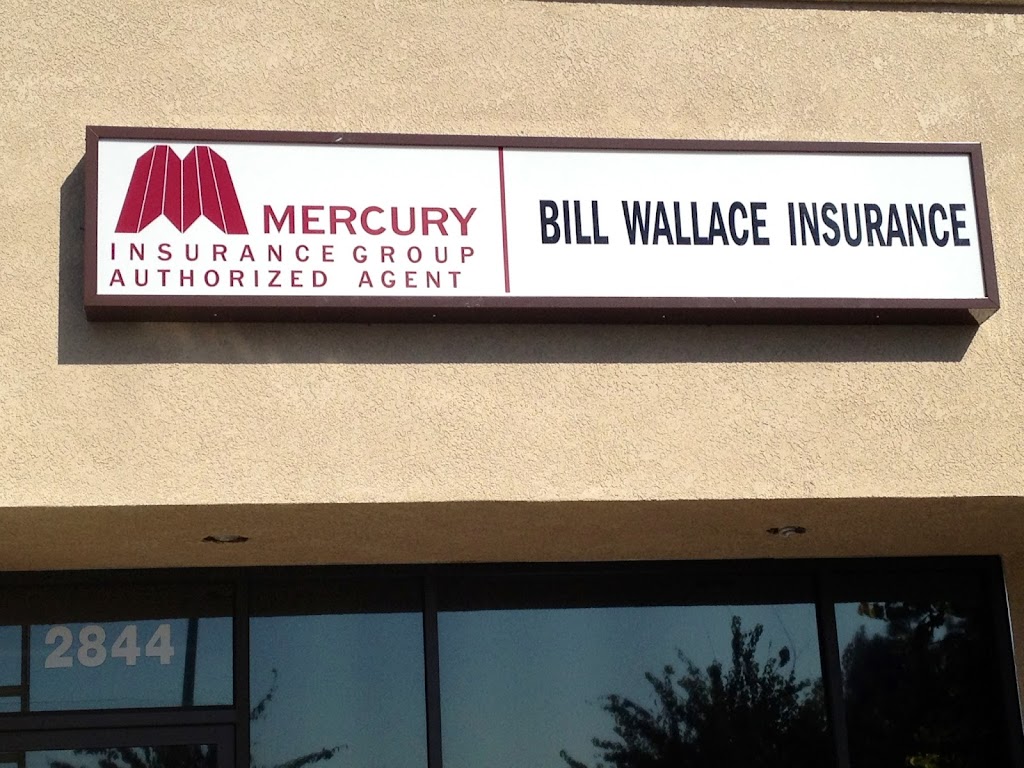 MERCURY
INSURANCE GROUP
AUTHORIZED AGENT
BILL WALLACE INSURANCE
2844